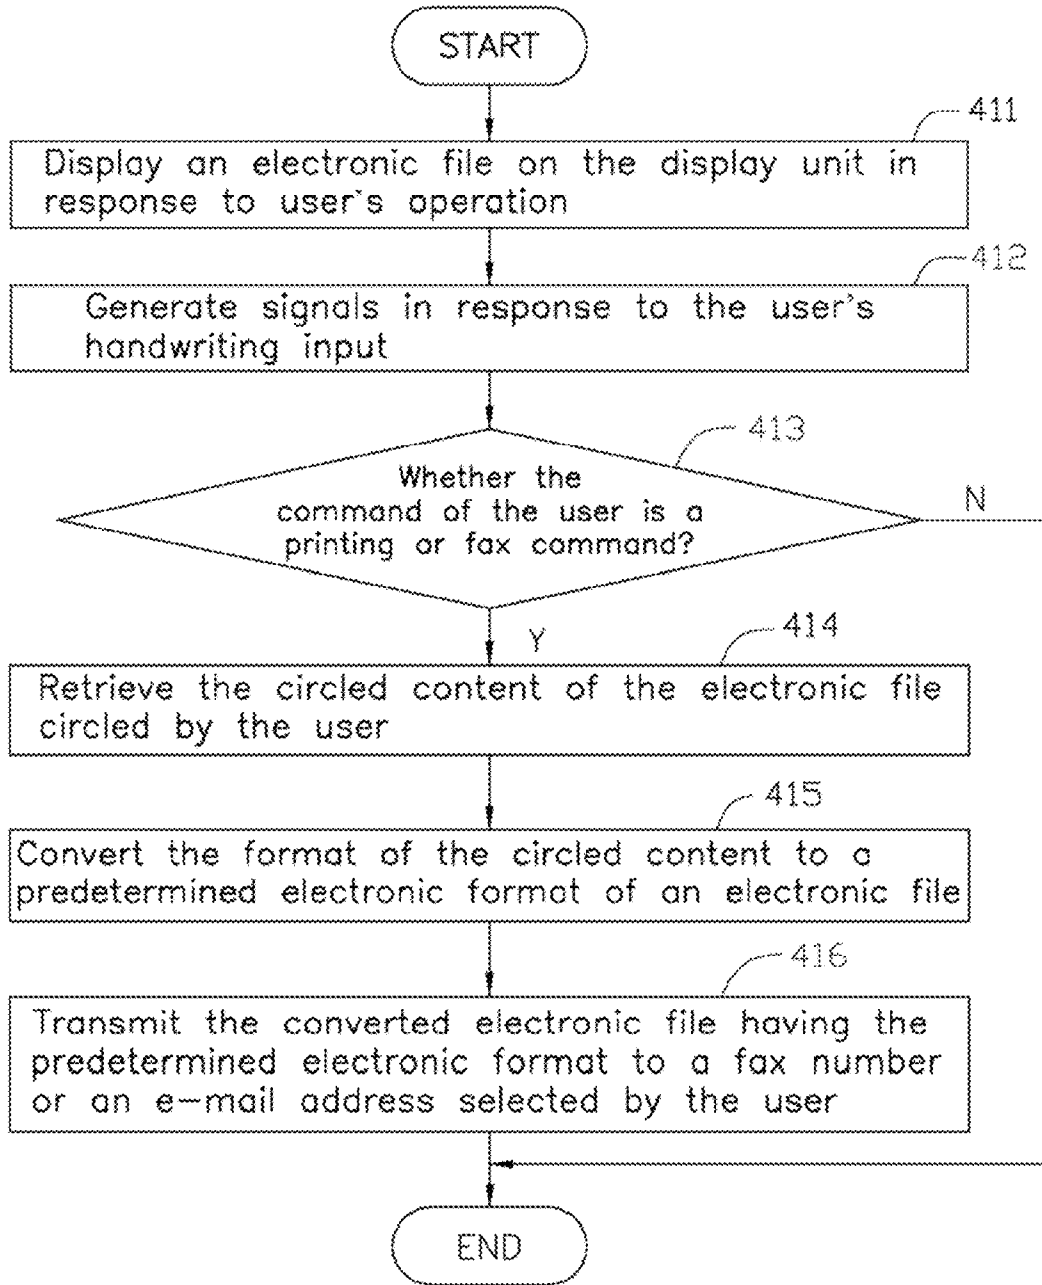 START
411
Display an electronic file on the display unit in
response to user's operation
412
Generate signals in response to the user's
handwriting input
413
Whether the
command of the user is a
printing or fax command?
N
Y
414
Retrieve the circled content of the electronic file
circled by the user
415
Convert the format of the circled content to a
predetermined electronic format of an electronic file
416
Transmit the converted electronic file having the
predetermined electronic format to a fax number
or an e-mail address selected by the user
END